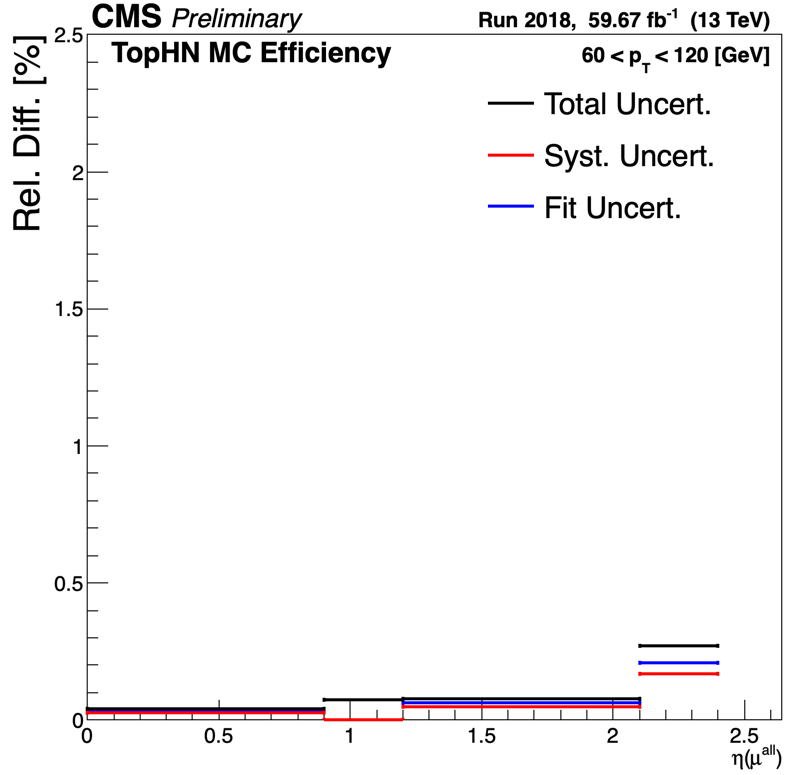 CMS Preliminary
Run 2018, 59.67 fb⁻¹ (13 TeV)
TopHN MC Efficiency
60 < p_T < 120 [GeV]
Total Uncert.
Syst. Uncert.
Fit Uncert.
Rel. Diff. [%]
2.5
2
1.5
1
0.5
0
0 0.5 1 1.5 2 2.5
η(μᵃˡˡ)